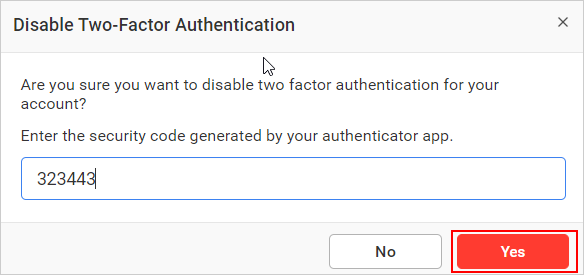 Disable Two-Factor Authentication
Are you sure you want to disable two factor authentication for your
account?
Enter the security code generated by your authenticator app.
323443
No
Yes